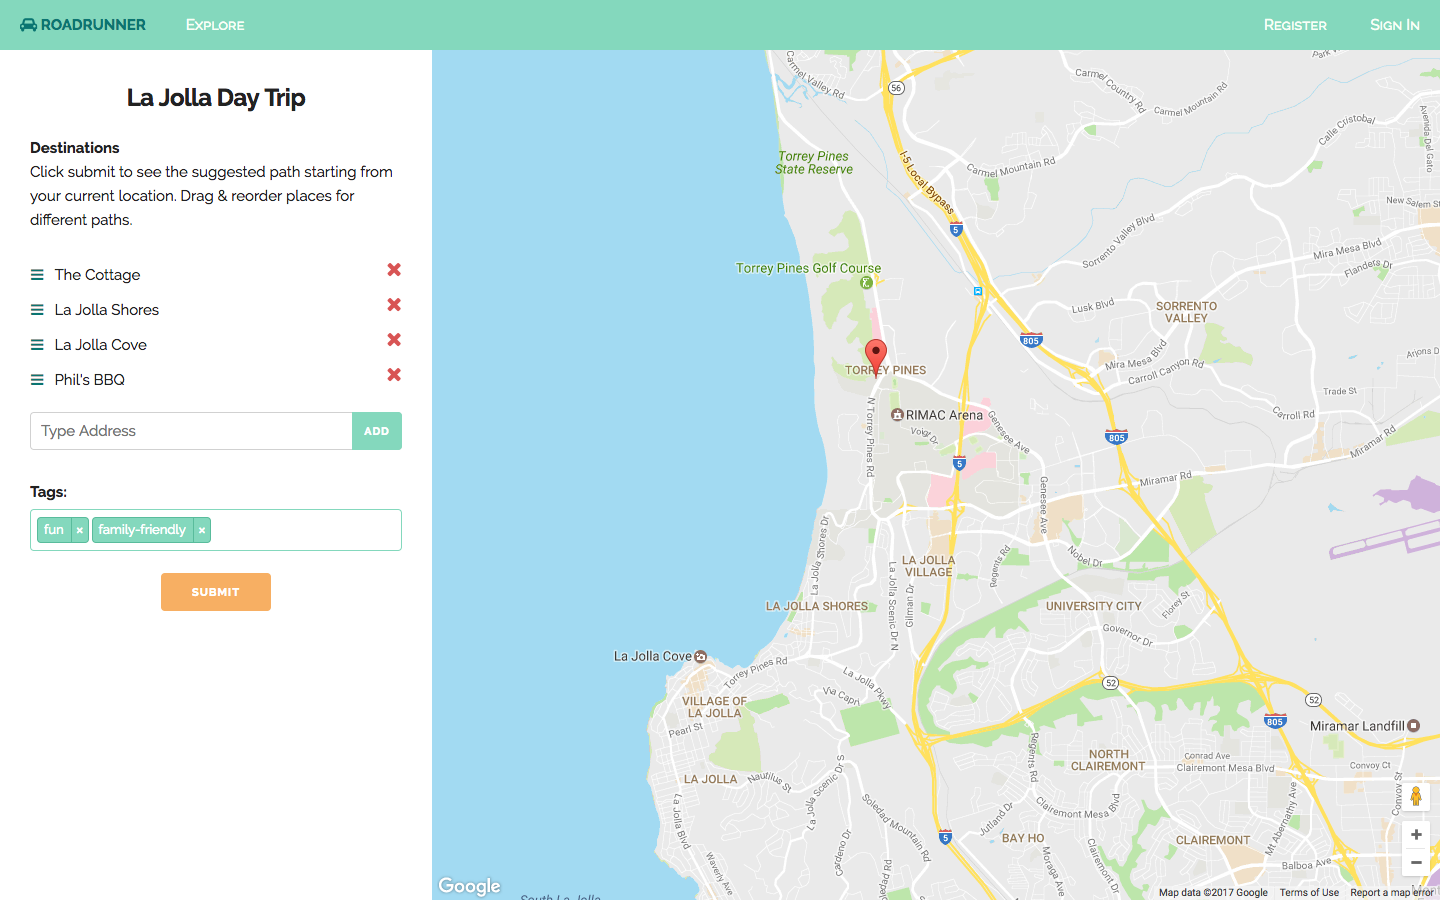 ROADRUNNER
EXPLORE
REGISTER
SIGN IN
La Jolla Day Trip
Destinations
Click submit to see the suggested path starting from
your current location. Drag & reorder places for
different paths.
The Cottage
La Jolla Shores
La Jolla Cove
Phil's BBQ
Type Address
ADD
Tags:
fun ×
family-friendly ×
SUBMIT
Carmel Valley Rd
56
Carmel Country Rd
Carmel Mountain Rd
Park V
Calle Cristobal
Avenida Del Gato
Torrey Pines
State Reserve
I-5 Local Bypass
Carmel Mountain Rd
New Salem St
5
Sorrento Valley Blvd
Mira Mesa Blvd
Flanders Dr
Torrey Pines Golf Course
Lusk Blvd
SORRENTO
VALLEY
805
Mira Mesa Blvd
Carroll Canyon Rd
Arjons D
TORREY PINES
Trade St
N Torrey Pines Rd
RIMAC Arena
Voigt Dr
Genesee Ave
Carroll Rd
805
Miramar Rd
5
Genesee Ave
Miramar Rd
La Jolla Shores Dr
LA JOLLA
VILLAGE
Regents Rd
Nobel Dr
La Jolla Scenic Dr N
Gilman Dr
LA JOLLA SHORES
UNIVERSITY CITY
Florey St
Governor Dr
La Jolla Cove
Torrey Pines Rd
La Jolla Pkwy
Via Capri
52
52
VILLAGE OF
LA JOLLA
Pearl St
805
Miramar Landfill
Regents Rd
NORTH
CLAIREMONT
Conrad Ave
Clairemont Mesa Blvd
Convoy Ct
Convoy St
LA JOLLA
Nautilus St
La Jolla Scenic Dr S
La Jolla Blvd
Soledad Mountain Rd
Jutland Dr
Clairemont Mesa Blvd
Mt Abernathy Ave
5
BAY HO
CLAIREMONT
Cardeno Dr
Waverly Ave
Soledad Rd
Moraga Ave
Clairemont Dr
Balboa Ave
+
−
Google
South La Jolla
Map data ©2017 Google
Terms of Use
Report a map error